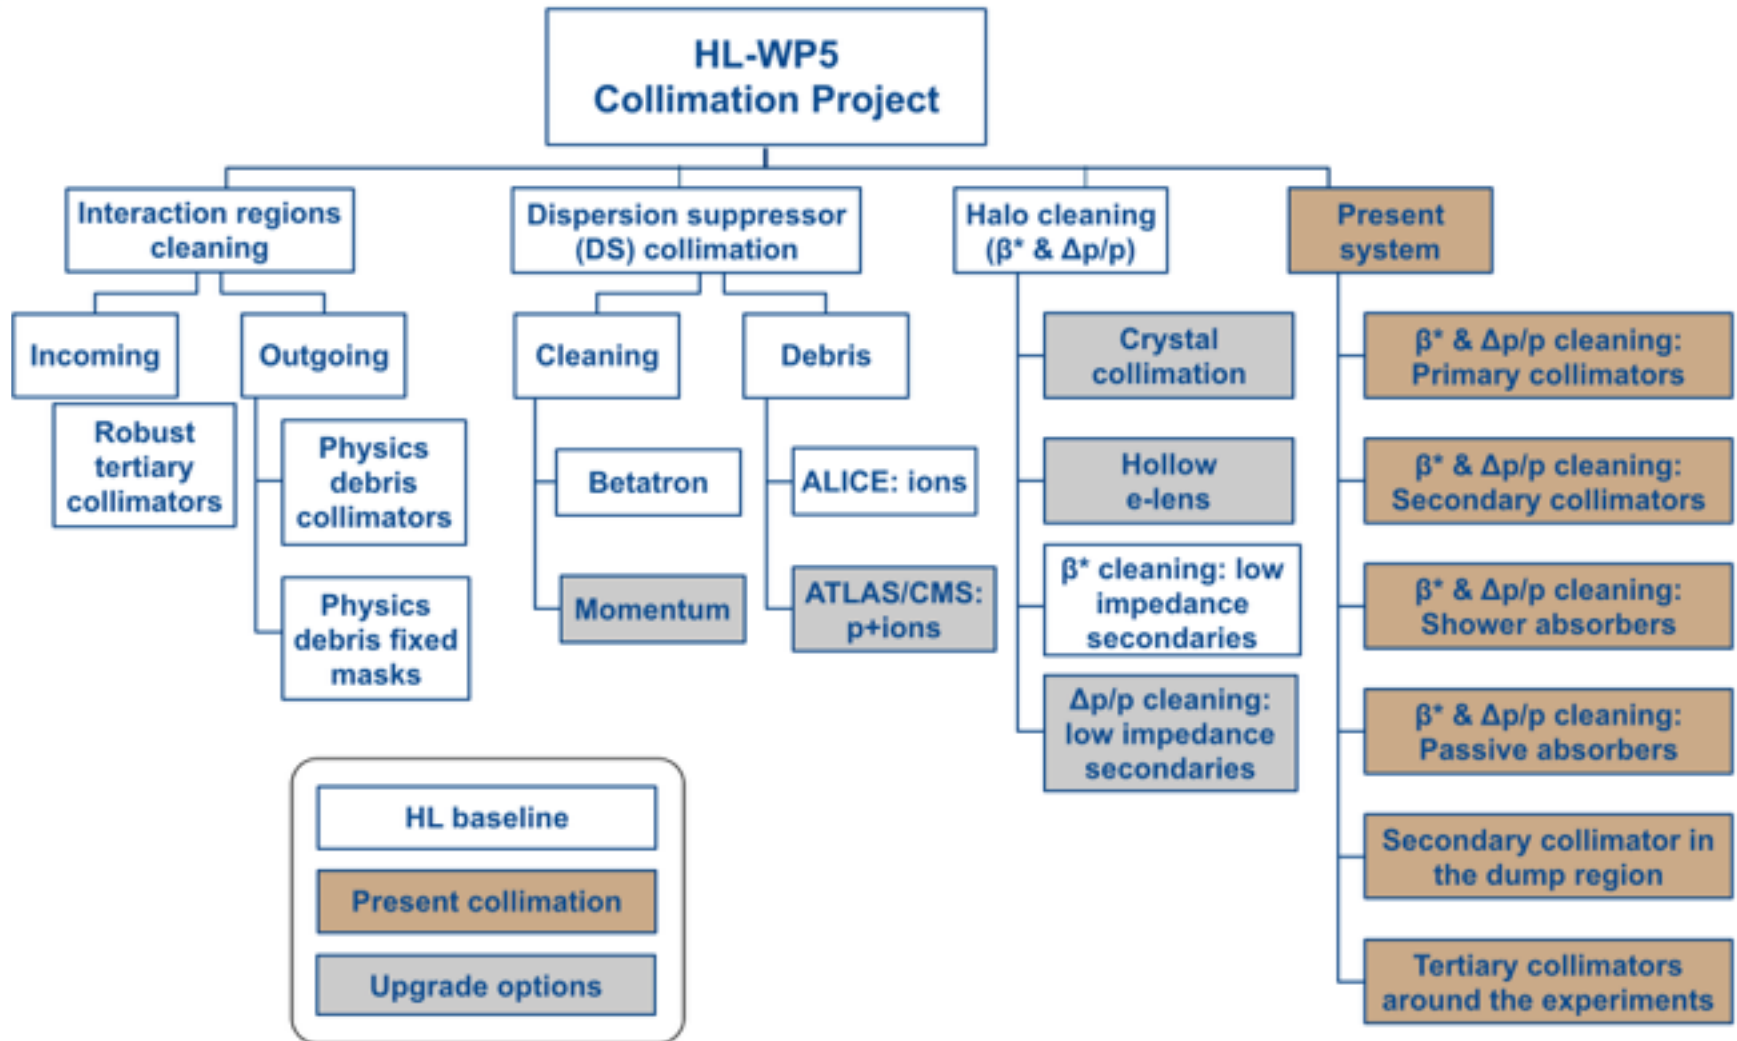 HL-WP5
Collimation Project
Interaction regions
cleaning
Dispersion suppressor
(DS) collimation
Halo cleaning
(β* & Δp/p)
Present
system
Incoming
Outgoing
Cleaning
Debris
Robust
tertiary
collimators
Physics
debris
collimators
Physics
debris fixed
masks
Betatron
Momentum
ALICE: ions
ATLAS/CMS:
p+ions
Crystal
collimation
Hollow
e-lens
β* cleaning: low
impedance
secondaries
Δp/p cleaning:
low impedance
secondaries
β* & Δp/p cleaning:
Primary collimators
β* & Δp/p cleaning:
Secondary collimators
β* & Δp/p cleaning:
Shower absorbers
β* & Δp/p cleaning:
Passive absorbers
Secondary collimator in
the dump region
Tertiary collimators
around the experiments
HL baseline
Present collimation
Upgrade options